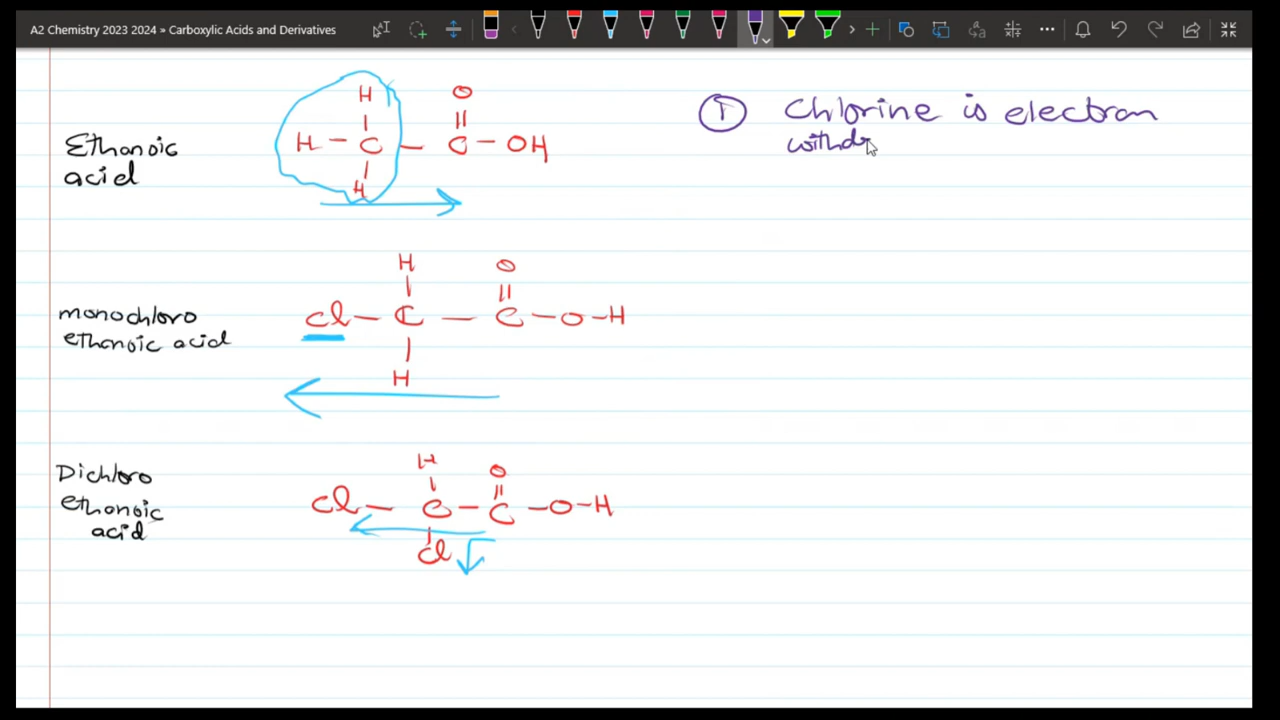 A2 Chemistry 2023 2024 » Carboxylic Acids and Derivatives
① Chlorine is electron
withdr
H O
Ethanoic H - C - C - OH
acid
H
H O
monochloro Cl - C - C - O - H
ethanoic acid
H
H O
Dichloro
ethanoic Cl - C - C - O - H
acid
Cl